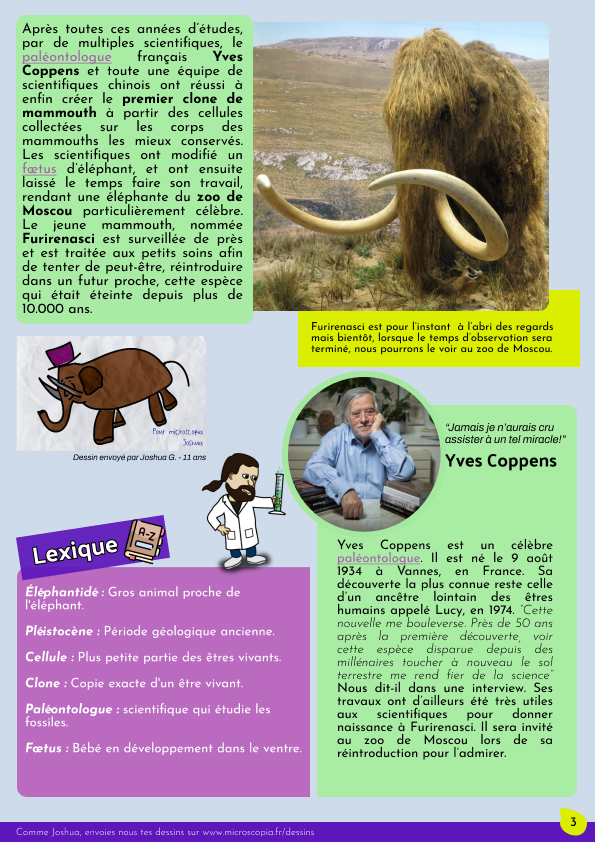 Après toutes ces années d'études,
par de multiples scientifiques, le
paléontologue français Yves
Coppens et toute une équipe de
scientifiques chinois ont réussi à
enfin créer le premier clone de
mammouth à partir des cellules
collectées sur les corps des
mammouths les mieux conservés.
Les scientifiques ont modifié un
fœtus d'éléphant, et ont ensuite
laissé le temps faire son travail,
rendant une éléphante du zoo de
Moscou particulièrement célèbre.
Le jeune mammouth, nommée
Furirenasci est surveillée de près
et est traitée aux petits soins afin
de tenter de peut-être, réintroduire
dans un futur proche, cette espèce
qui était éteinte depuis plus de
10.000 ans.
Furirenasci est pour l'instant à l'abri des regards
mais bientôt, lorsque le temps d'observation sera
terminé, nous pourrons le voir au zoo de Moscou.
Pour microscopia
Joshua
Dessin envoyé par Joshua G. - 11 ans
"Jamais je n'aurais cru
assister à un tel miracle!"
Yves Coppens
Yves Coppens est un célèbre
paléontologue. Il est né le 9 août
1934 à Vannes, en France. Sa
découverte la plus connue reste celle
d'un ancêtre lointain des êtres
humains appelé Lucy, en 1974. "Cette
nouvelle me bouleverse. Près de 50 ans
après la première découverte, voir
cette espèce disparue depuis des
millénaires toucher à nouveau le sol
terrestre me rend fier de la science"
Nous dit-il dans une interview. Ses
travaux ont d'ailleurs été très utiles
aux scientifiques pour donner
naissance à Furirenasci. Il sera invité
au zoo de Moscou lors de sa
réintroduction pour l'admirer.
Lexique
A-Z
Éléphantidé : Gros animal proche de
l'éléphant.
Pléistocène : Période géologique ancienne.
Cellule : Plus petite partie des êtres vivants.
Clone : Copie exacte d'un être vivant.
Paléontologue : scientifique qui étudie les
fossiles.
Fœtus : Bébé en développement dans le ventre.
3
Comme Joshua, envoies nous tes dessins sur www.microscopia.fr/dessins